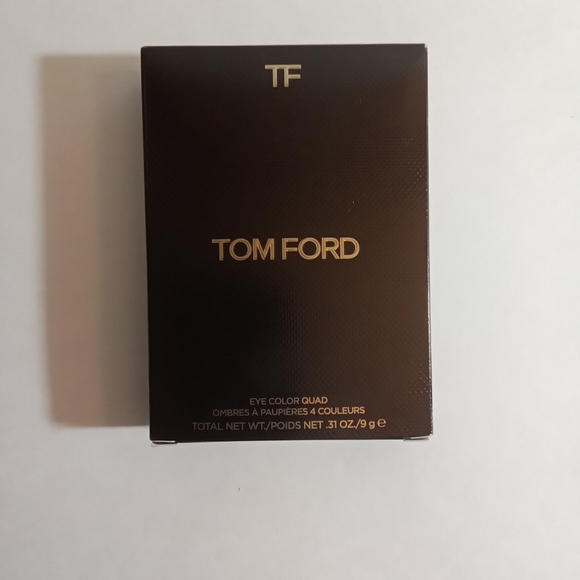 TF
TOM FORD
EYE COLOR QUAD
OMBRES À PAUPIÈRES 4 COULEURS
TOTAL NET WT./POIDS NET .31 OZ./9 g ℮